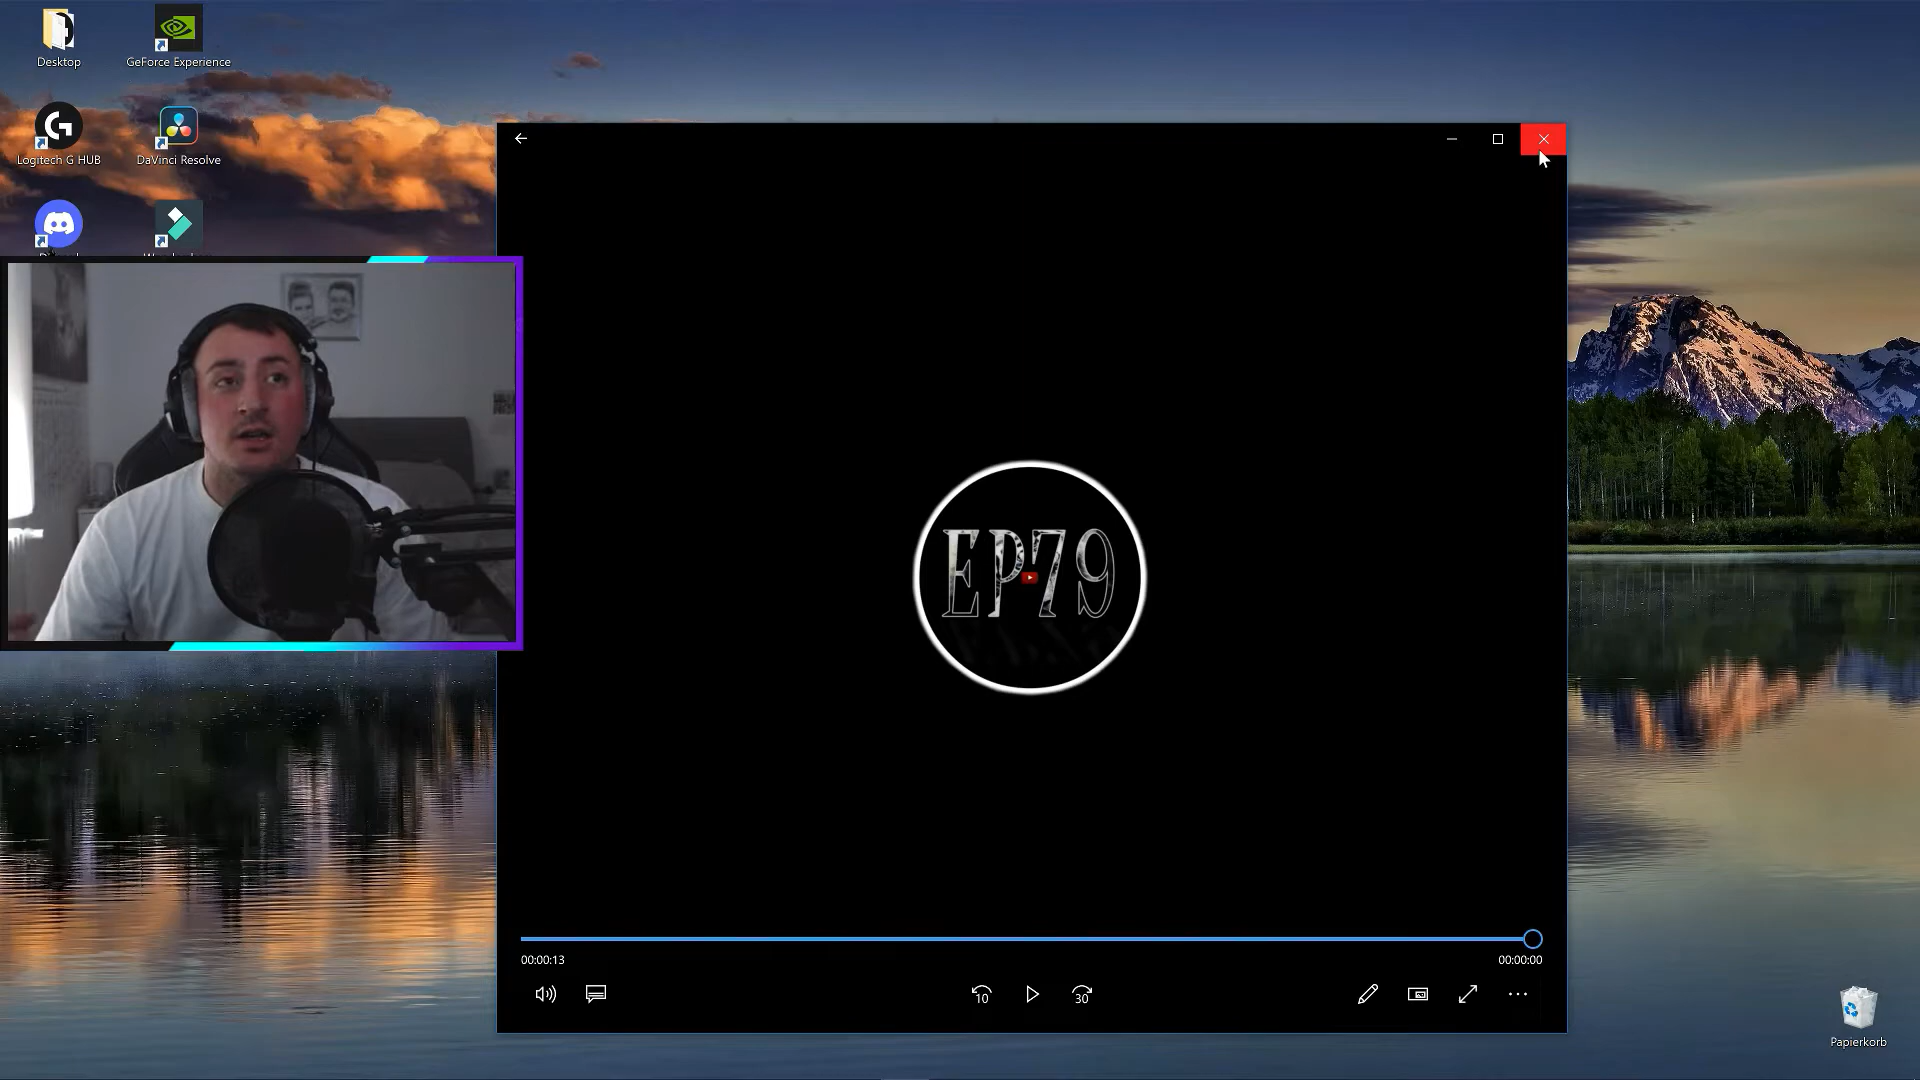 Desktop
GeForce Experience
Logitech G HUB
DaVinci Resolve
EP79
00:00:13
00:00:00
10
30
Papierkorb